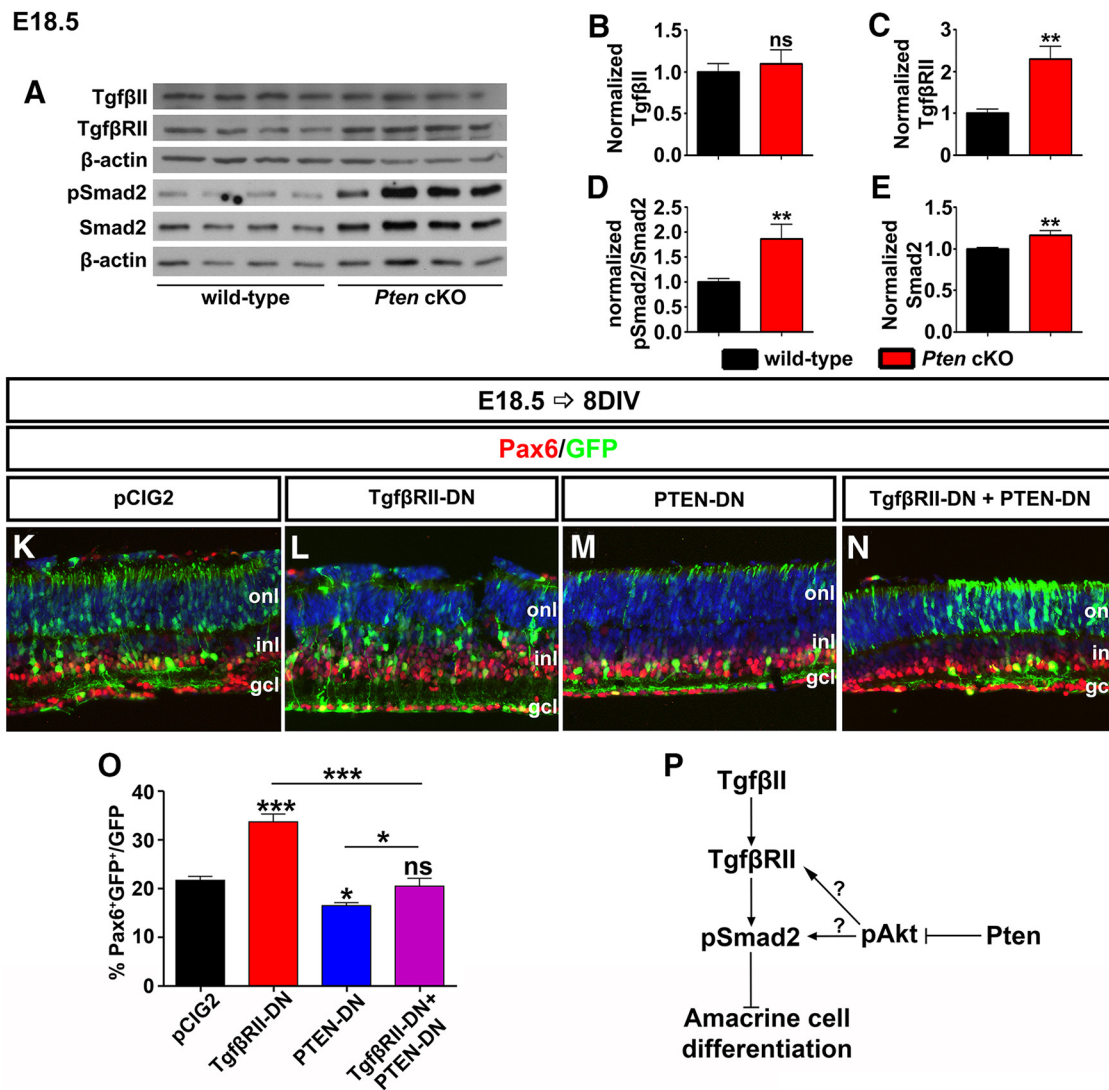 E18.5
A
TgfβII
TgfβRII
β-actin
pSmad2
Smad2
β-actin
wild-type
Pten cKO
B
Normalized
TgfβII
1.5
1.0
0.5
0.0
ns
C
Normalized
TgfβRII
3
2
1
0
**
D
normalized
pSmad2/Smad2
2.5
2.0
1.5
1.0
0.5
0.0
**
E
Normalized
Smad2
1.5
1.0
0.5
0.0
**
wild-type
Pten cKO
E18.5 ⇨ 8DIV
Pax6/GFP
pCIG2
TgfβRII-DN
PTEN-DN
TgfβRII-DN + PTEN-DN
K
onl
inl
gcl
L
onl
inl
gcl
M
onl
inl
gcl
N
onl
inl
gcl
O
% Pax6⁺GFP⁺/GFP
40
30
20
10
0
***
***
*
*
ns
pCIG2
TgfβRII-DN
PTEN-DN
TgfβRII-DN+
PTEN-DN
P
TgfβII
TgfβRII
?
pSmad2
?
pAkt
Pten
Amacrine cell
differentiation